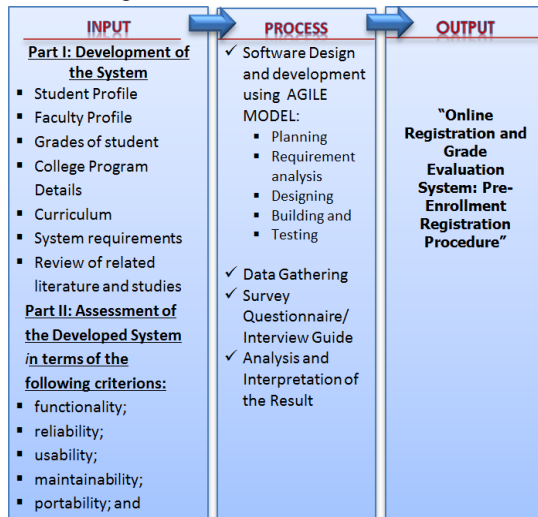 INPUT
Part I: Development of
the System
▪ Student Profile
▪ Faculty Profile
▪ Grades of student
▪ College Program
Details
▪ Curriculum
▪ System requirements
▪ Review of related
literature and studies
Part II: Assessment of
the Developed System
in terms of the
following criterions:
▪ functionality;
▪ reliability;
▪ usability;
▪ maintainability;
▪ portability; and
PROCESS
✓ Software Design
and development
using AGILE
MODEL:
▪ Planning
▪ Requirement
analysis
▪ Designing
▪ Building and
▪ Testing
✓ Data Gathering
✓ Survey
Questionnaire/
Interview Guide
✓ Analysis and
Interpretation of
the Result
OUTPUT
"Online
Registration and
Grade
Evaluation
System: Pre-
Enrollment
Registration
Procedure"